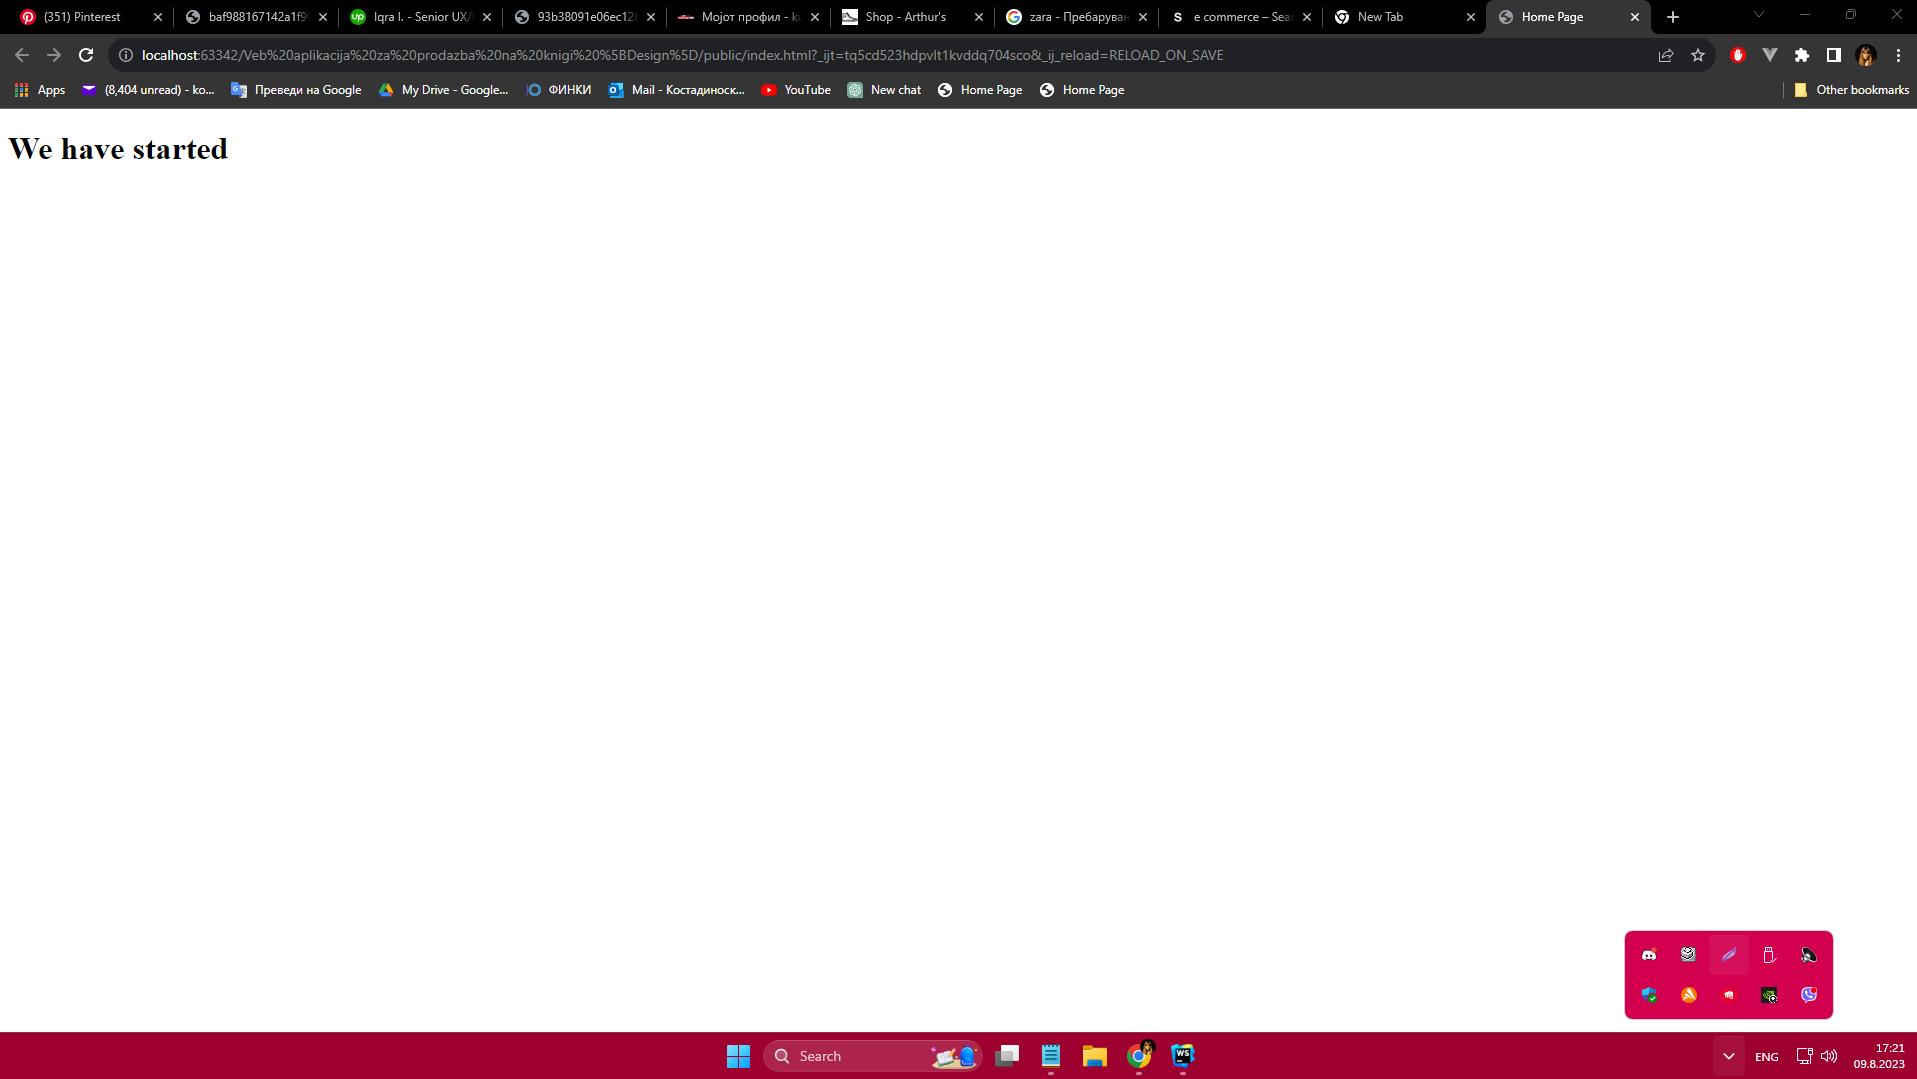 (351) Pinterest
baf988167142a1f9
Iqra I. - Senior UX/
93b38091e06ec12
Мојот профил - ku
Shop - Arthur's
zara - Пребаруван
e commerce – Sear
New Tab
Home Page
localhost:63342/Veb%20aplikacija%20za%20prodazba%20na%20knigi%20%5BDesign%5D/public/index.html?_ijt=tq5cd523hdpvlt1kvddq704sco&_ij_reload=RELOAD_ON_SAVE
Apps
(8,404 unread) - ko...
Преведи на Google
My Drive - Google...
ФИНКИ
Mail - Костадиноск...
YouTube
New chat
Home Page
Home Page
Other bookmarks
We have started
Search
ENG
17:21
09.8.2023